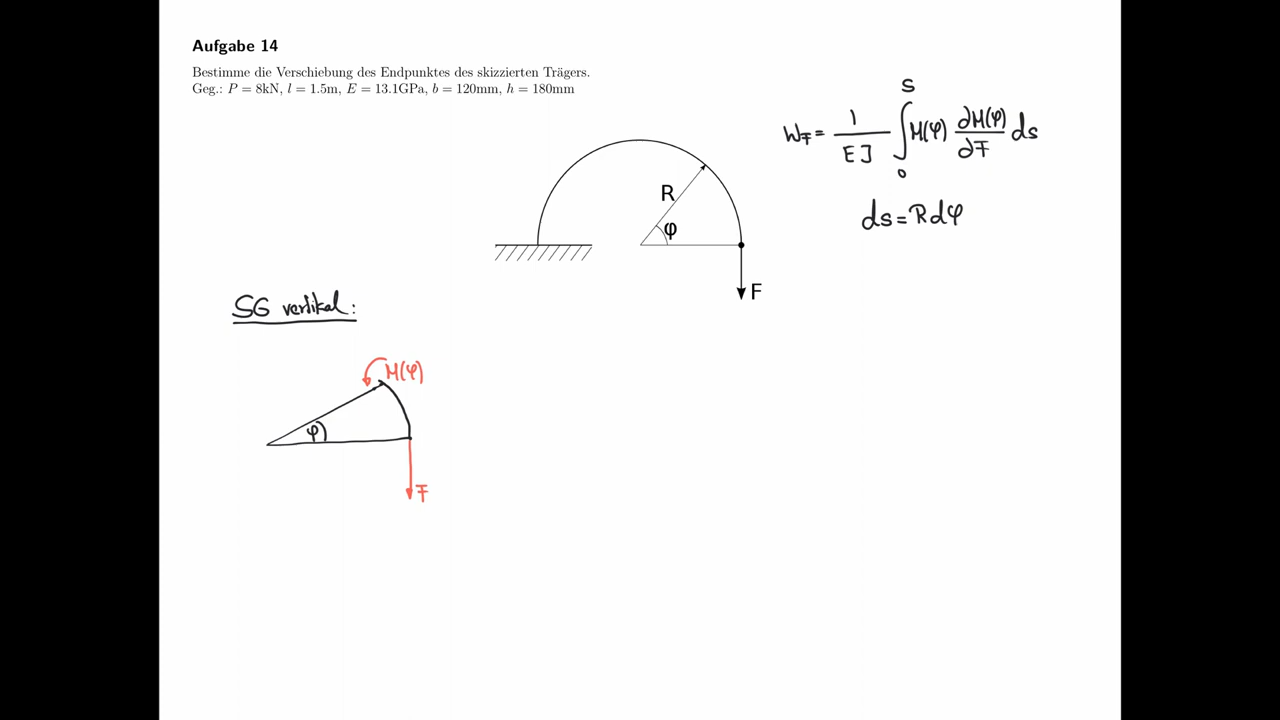 Aufgabe 14
Bestimme die Verschiebung des Endpunktes des skizzierten Trägers.
Geg.: P = 8kN, l = 1.5m, E = 13.1GPa, b = 120mm, h = 180mm
S
W_F = 1/EJ ∫ M(φ) ∂M(φ)/∂F ds
0
ds = R dφ
R
φ
F
SG vertikal:
M(φ)
φ
F